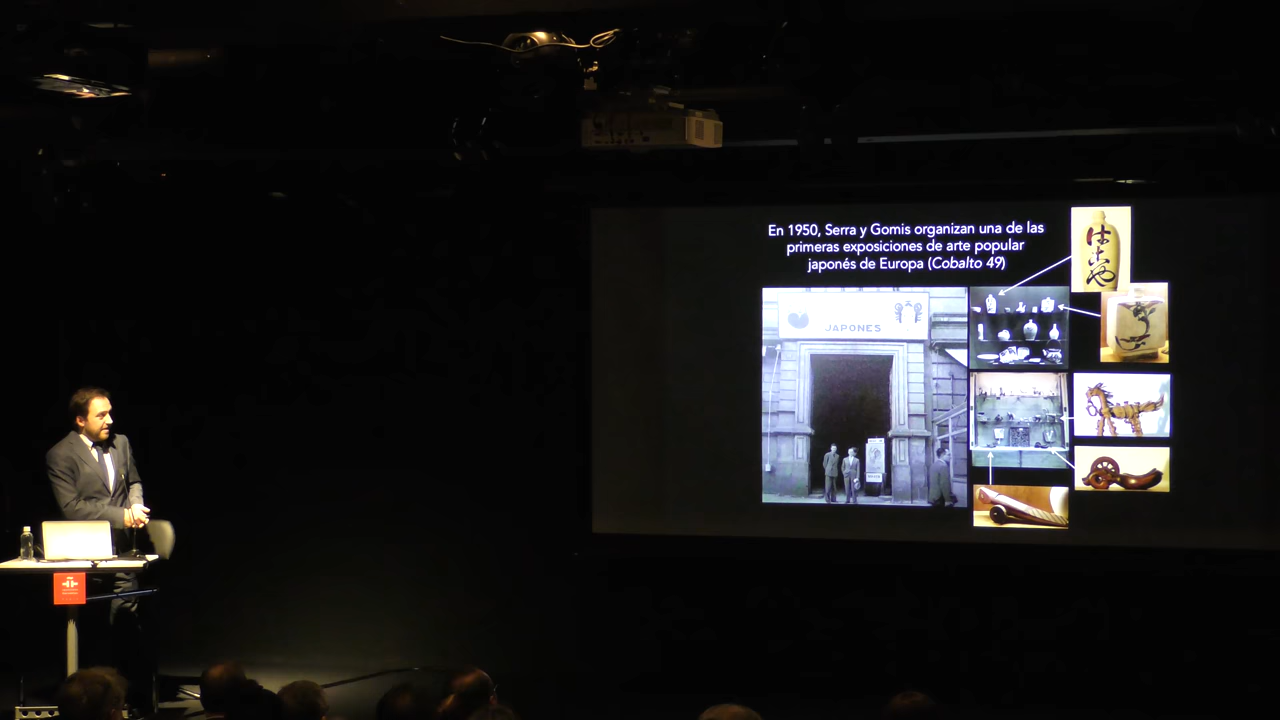 En 1950, Serra y Gomis organizan una de las
primeras exposiciones de arte popular
japonés de Europa (Cobalto 49)
JAPONES